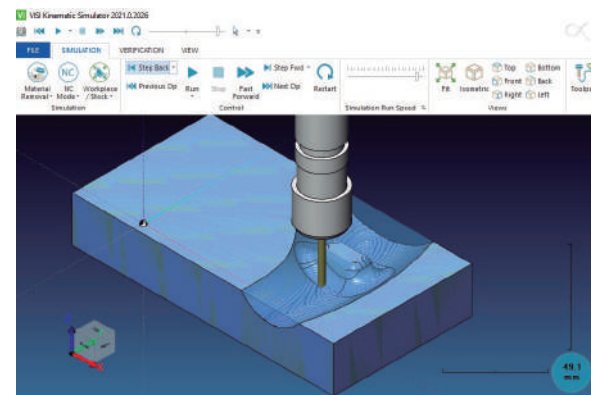 VISI Kinematic Simulator 2021.0.2026
FILE SIMULATION VERIFICATION VIEW
Step Back Step Fwd Top Bottom
Previous Op Next Op Front Back
Right Left
Material Removal NC Mode Workpiece / Stock Run Stop Fast Forward Restart Fit Isometric
Simulation Control Simulation Run Speed Views
49.1
mm